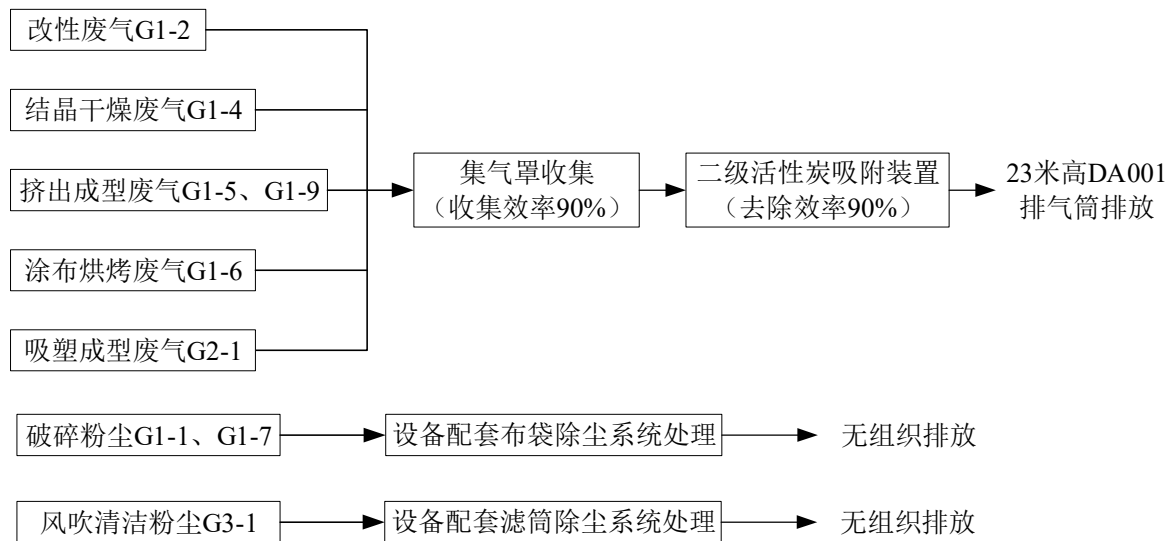 改性废气G1-2
结晶干燥废气G1-4
挤出成型废气G1-5、G1-9
涂布烘烤废气G1-6
吸塑成型废气G2-1
集气罩收集
（收集效率90%）
二级活性炭吸附装置
（去除效率90%）
23米高DA001
排气筒排放
破碎粉尘G1-1、G1-7
设备配套布袋除尘系统处理
无组织排放
风吹清洁粉尘G3-1
设备配套滤筒除尘系统处理
无组织排放